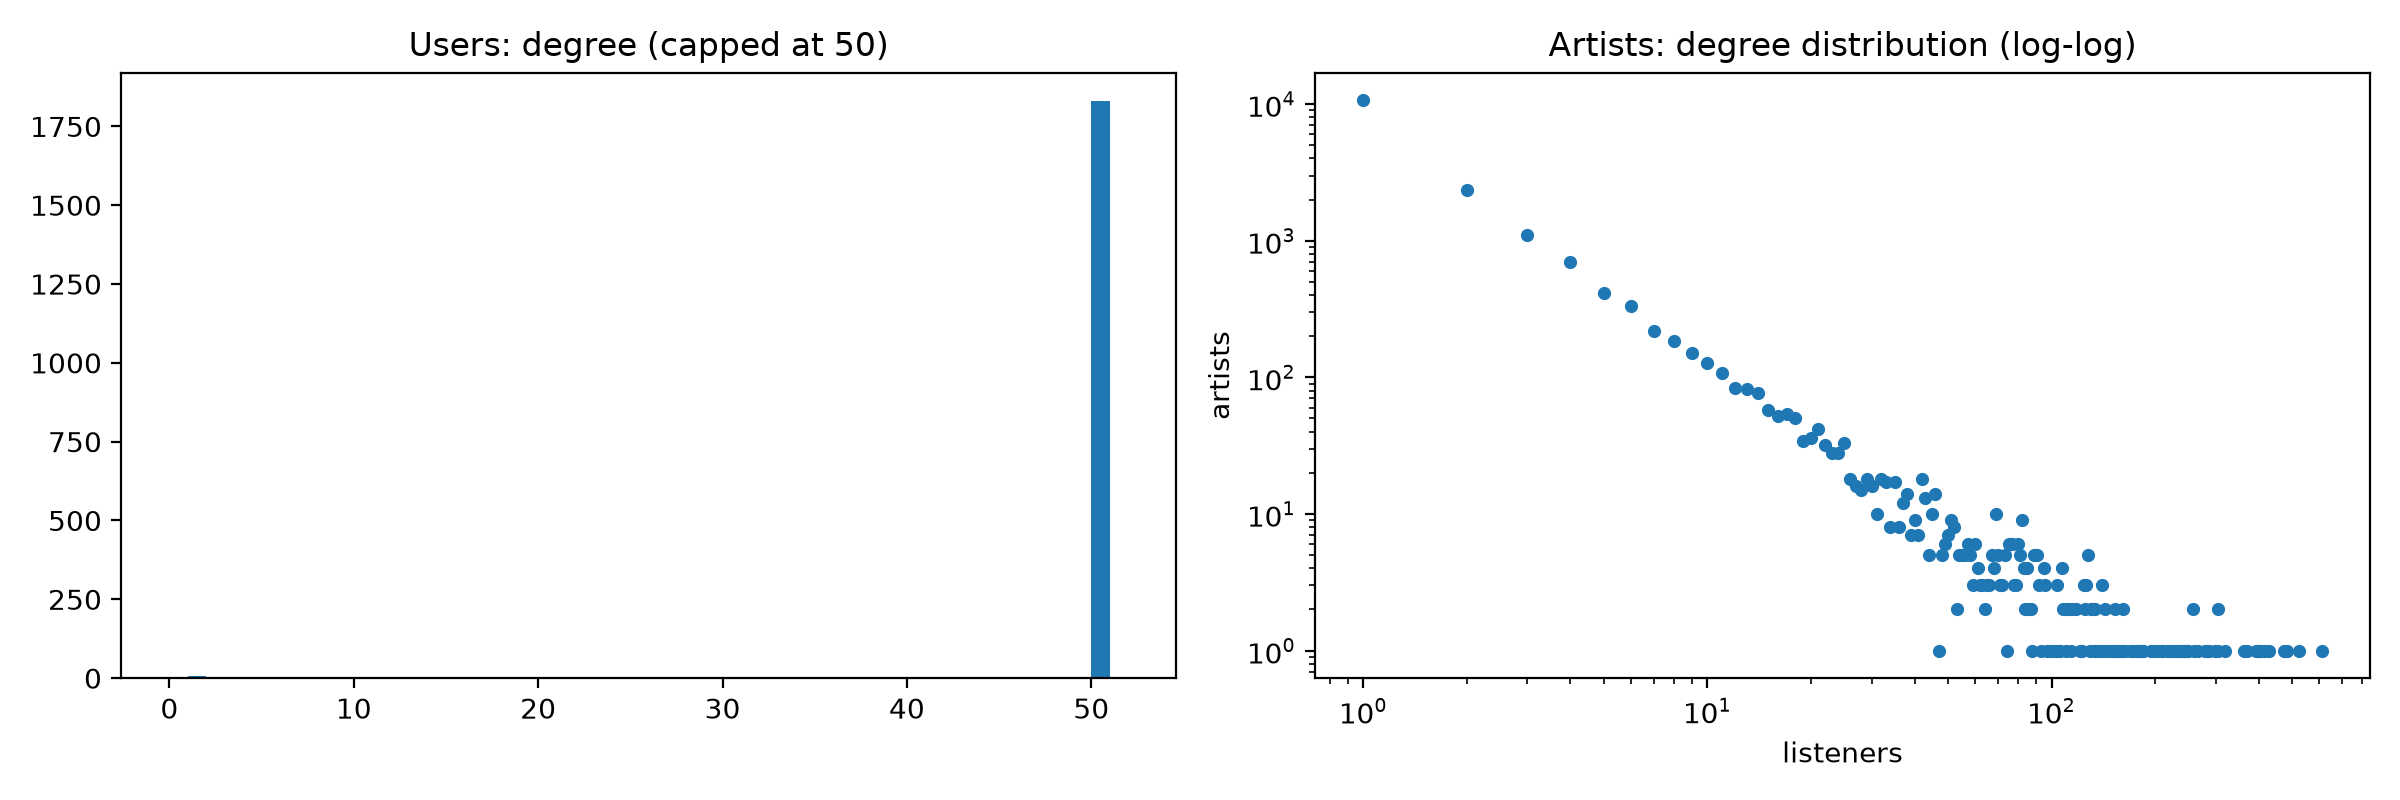 Users: degree (capped at 50)
1750
1500
1250
1000
750
500
250
0
0 10 20 30 40 50
Artists: degree distribution (log-log)
artists
10⁴
10³
10²
10¹
10⁰
10⁰ 10¹ 10²
listeners